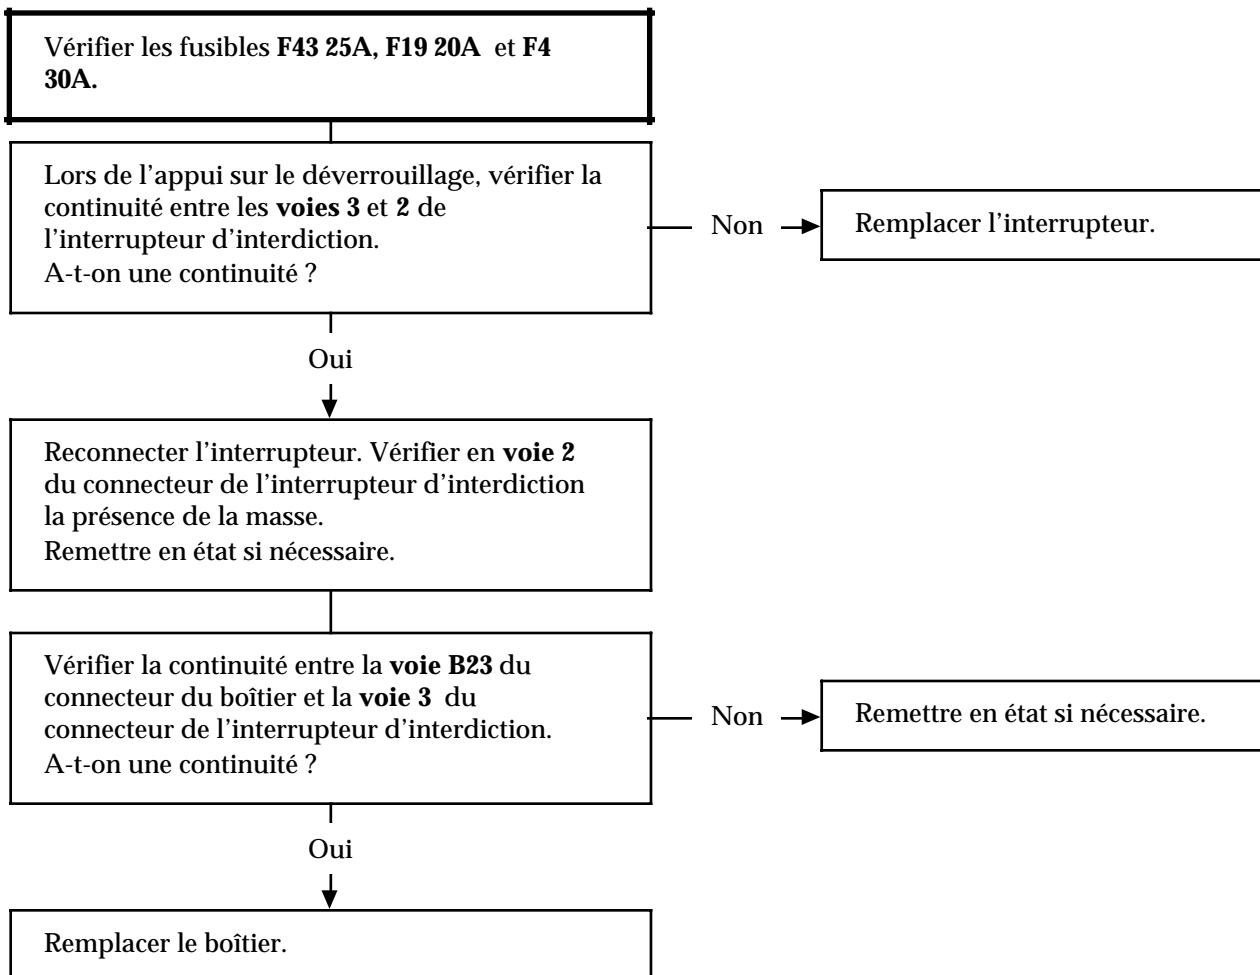 Vérifier les fusibles F43 25A, F19 20A et F4
30A.
Lors de l'appui sur le déverrouillage, vérifier la
continuité entre les voies 3 et 2 de
l'interrupteur d'interdiction.
A-t-on une continuité ?
Non
Remplacer l'interrupteur.
Oui
Reconnecter l'interrupteur. Vérifier en voie 2
du connecteur de l'interrupteur d'interdiction
la présence de la masse.
Remettre en état si nécessaire.
Vérifier la continuité entre la voie B23 du
connecteur du boîtier et la voie 3 du
connecteur de l'interrupteur d'interdiction.
A-t-on une continuité ?
Non
Remettre en état si nécessaire.
Oui
Remplacer le boîtier.